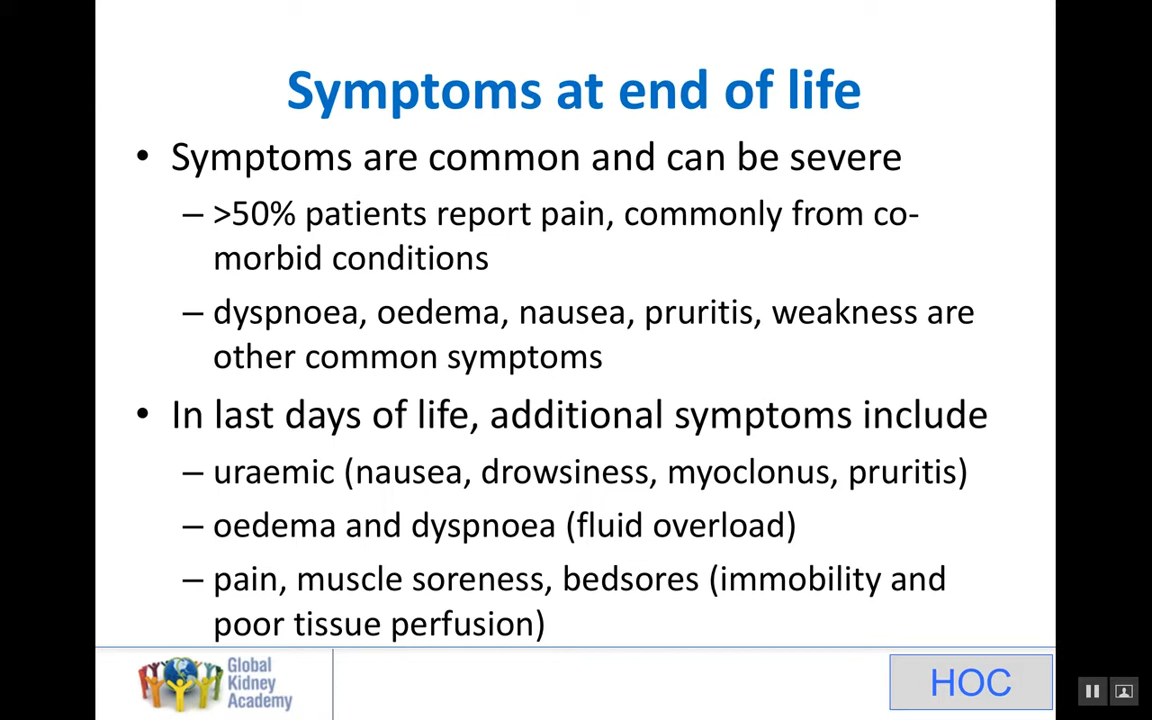 Symptoms at end of life
• Symptoms are common and can be severe
– >50% patients report pain, commonly from co-
morbid conditions
– dyspnoea, oedema, nausea, pruritis, weakness are
other common symptoms
• In last days of life, additional symptoms include
– uraemic (nausea, drowsiness, myoclonus, pruritis)
– oedema and dyspnoea (fluid overload)
– pain, muscle soreness, bedsores (immobility and
poor tissue perfusion)
Global
Kidney
Academy
HOC